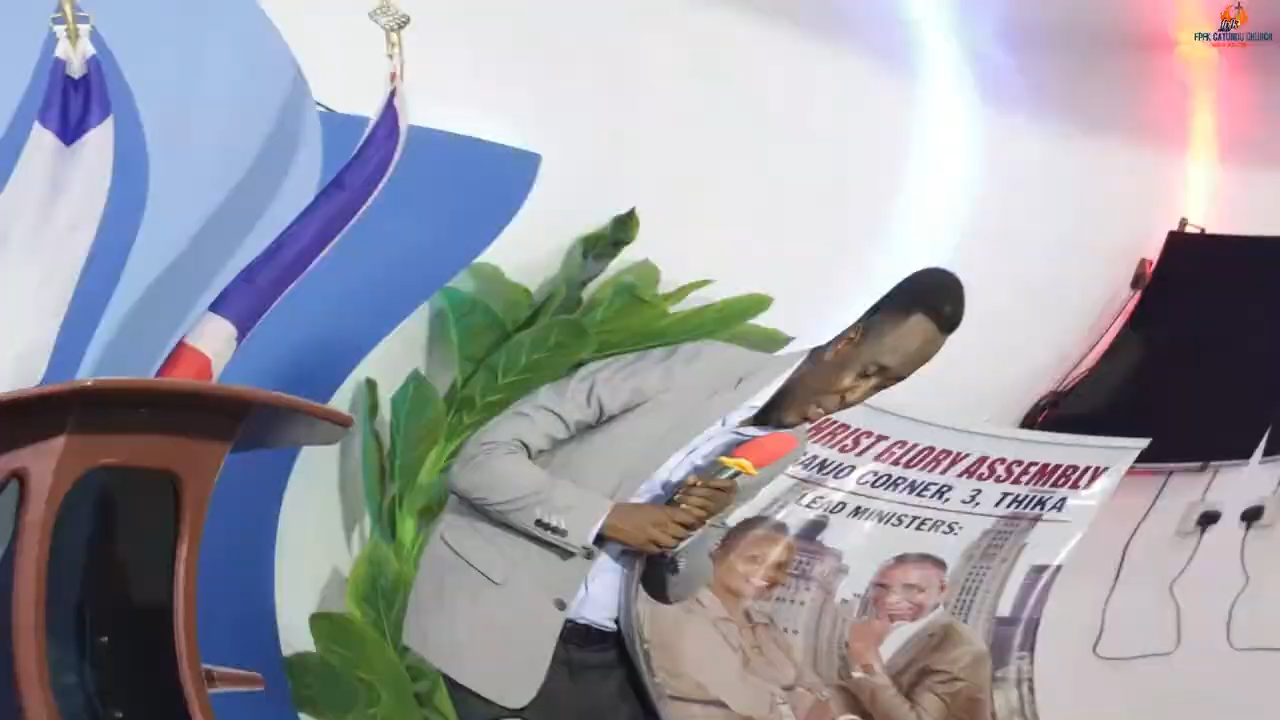 FPFK GATUNDU CHURCH
HRIST GLORY ASSEMBLY
ANJO CORNER, 3, THIKA
LEAD MINISTERS: